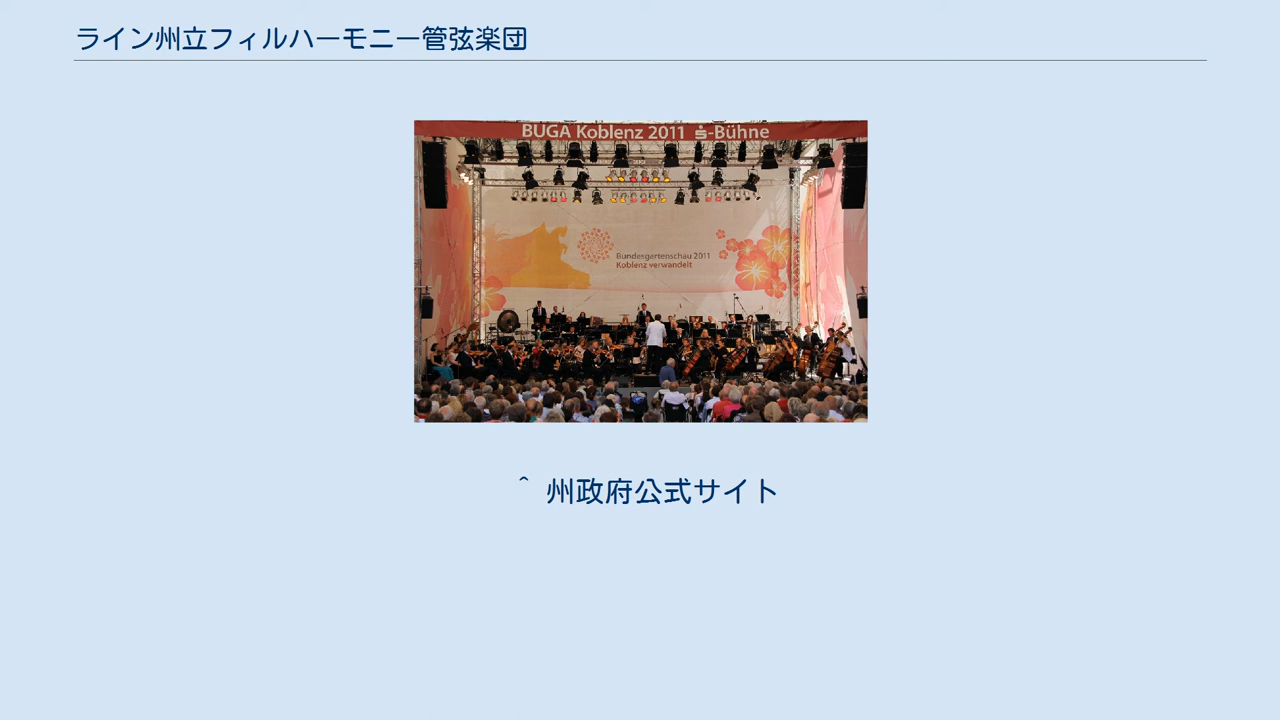 ライン州立フィルハーモニー管弦楽団
BUGA Koblenz 2011 S-Bühne
Bundesgartenschau 2011
Koblenz verwandelt
^ 州政府公式サイト